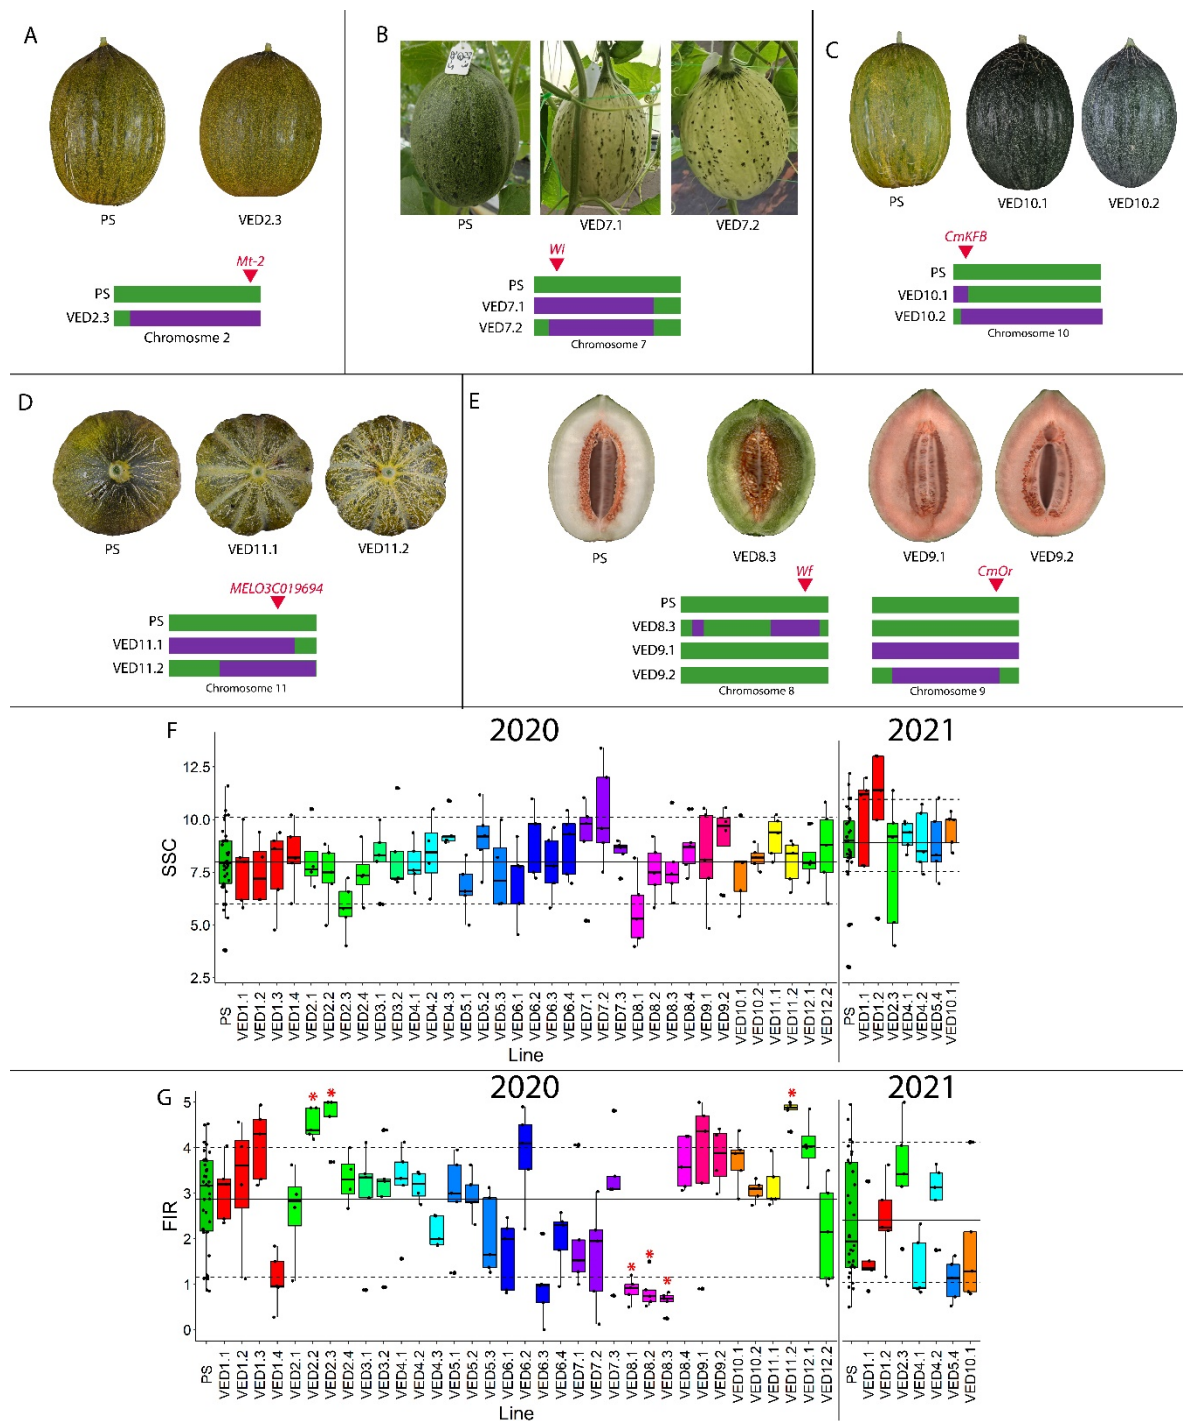 A
PS
VED2.3
Mt-2
PS
VED2.3
Chromosme 2
B
PS
VED7.1
VED7.2
Wi
PS
VED7.1
VED7.2
Chromosome 7
C
PS
VED10.1
VED10.2
CmKFB
PS
VED10.1
VED10.2
Chromosome 10
D
PS
VED11.1
VED11.2
MELO3C019694
PS
VED11.1
VED11.2
Chromosome 11
E
PS
VED8.3
VED9.1
VED9.2
Wf
CmOr
PS
VED8.3
VED9.1
VED9.2
Chromosome 8
Chromosome 9
F
2020
2021
SSC
12.5
10.0
7.5
5.0
2.5
PS VED1.1 VED1.2 VED1.3 VED1.4 VED2.1 VED2.2 VED2.3 VED2.4 VED3.1 VED3.2 VED4.1 VED4.2 VED4.3 VED5.1 VED5.2 VED5.3 VED6.1 VED6.2 VED6.3 VED6.4 VED7.1 VED7.2 VED7.3 VED8.1 VED8.2 VED8.3 VED8.4 VED9.1 VED9.2 VED10.1 VED10.2 VED11.1 VED11.2 VED12.1 VED12.2
PS VED1.1 VED1.2 VED2.3 VED4.1 VED4.2 VED5.4 VED10.1
Line
G
2020
2021
FIR
5
4
3
2
1
0
* * * * * *
PS VED1.1 VED1.2 VED1.3 VED1.4 VED2.1 VED2.2 VED2.3 VED2.4 VED3.1 VED3.2 VED4.1 VED4.2 VED4.3 VED5.1 VED5.2 VED5.3 VED6.1 VED6.2 VED6.3 VED6.4 VED7.1 VED7.2 VED7.3 VED8.1 VED8.2 VED8.3 VED8.4 VED9.1 VED9.2 VED10.1 VED10.2 VED11.1 VED11.2 VED12.1 VED12.2
PS VED1.1 VED1.2 VED2.3 VED4.1 VED4.2 VED5.4 VED10.1
Line